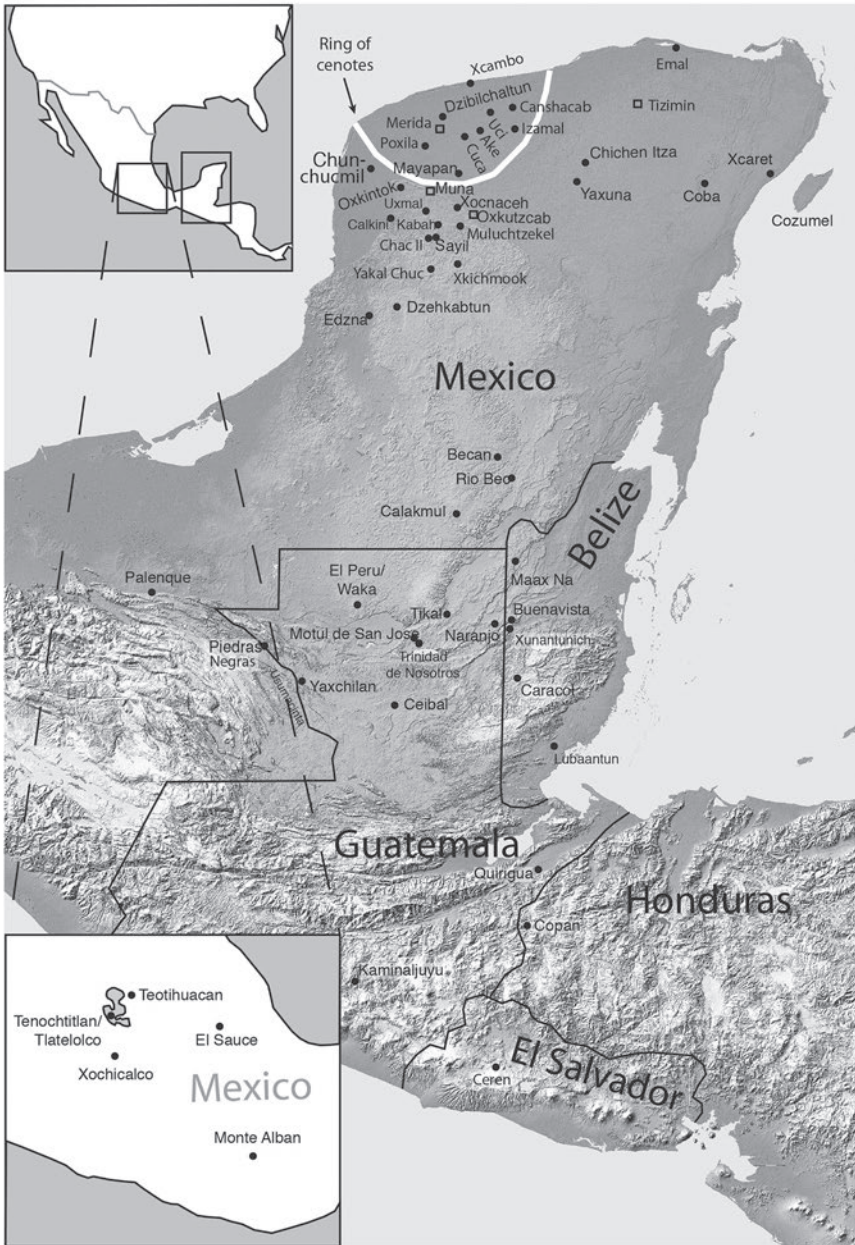 Ring of
cenotes
Xcambo
Emal
Dzibilchaltun
Canshacab
Tizimin
Merida
Uci
Ake
Izamal
Poxila
Cuca
Chun-
chucmil
Mayapan
Chichen Itza
Xcaret
Oxkintok
Muna
Yaxuna
Coba
Cozumel
Uxmal
Xocnaceh
Oxkutzcab
Calkini
Kabah
Muluchtzekel
Chac II
Sayil
Yakal Chuc
Xkichmook
Edzna
Dzehkabtun
Mexico
Becan
Rio Bec
Calakmul
Belize
Palenque
El Peru/
Waka
Maax Na
Tikal
Buenavista
Motul de San Jose
Naranjo
Xunantunich
Piedras
Negras
Trinidad
de Nosotros
Usumacinta
Yaxchilan
Caracol
Ceibal
Lubaantun
Guatemala
Quirigua
Honduras
Copan
Kaminaljuyu
El Salvador
Ceren
Teotihuacan
Tenochtitlan/
Tlatelolco
El Sauce
Xochicalco
Mexico
Monte Alban